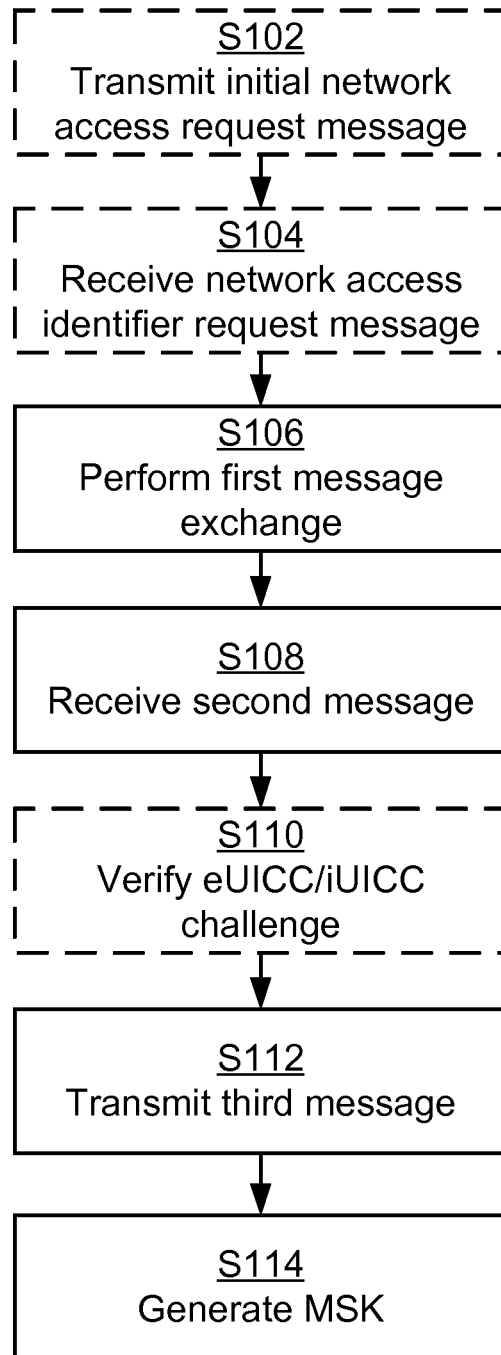 S102
Transmit initial network
access request message
S104
Receive network access
identifier request message
S106
Perform first message
exchange
S108
Receive second message
S110
Verify eUICC/iUICC
challenge
S112
Transmit third message
S114
Generate MSK